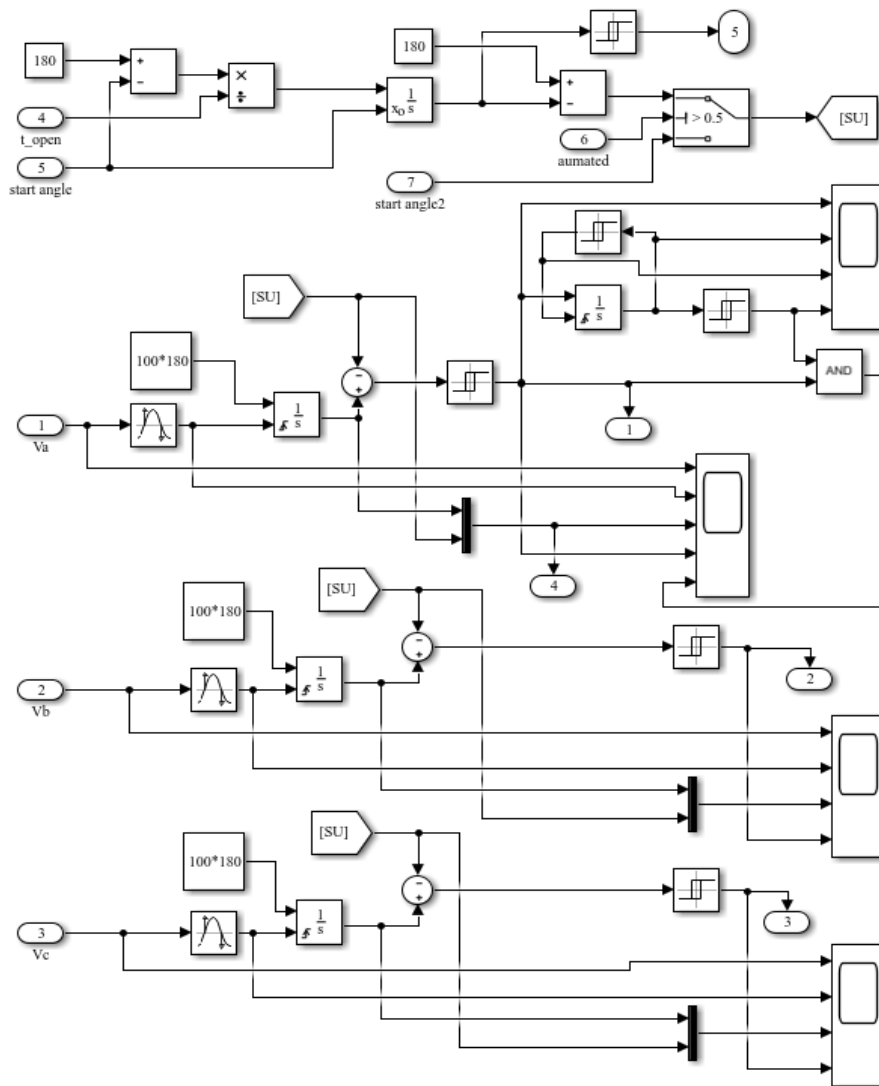 180
+
−
×
÷
4
t_open
5
start angle
180
x₀ 1/s
+
−
5
> 0.5
[SU]
6
aumated
7
start angle2
[SU]
100*180
1/s
−
+
1/s
AND
1
1
Va
4
[SU]
100*180
1/s
−
+
2
2
Vb
[SU]
100*180
1/s
−
+
3
3
Vc